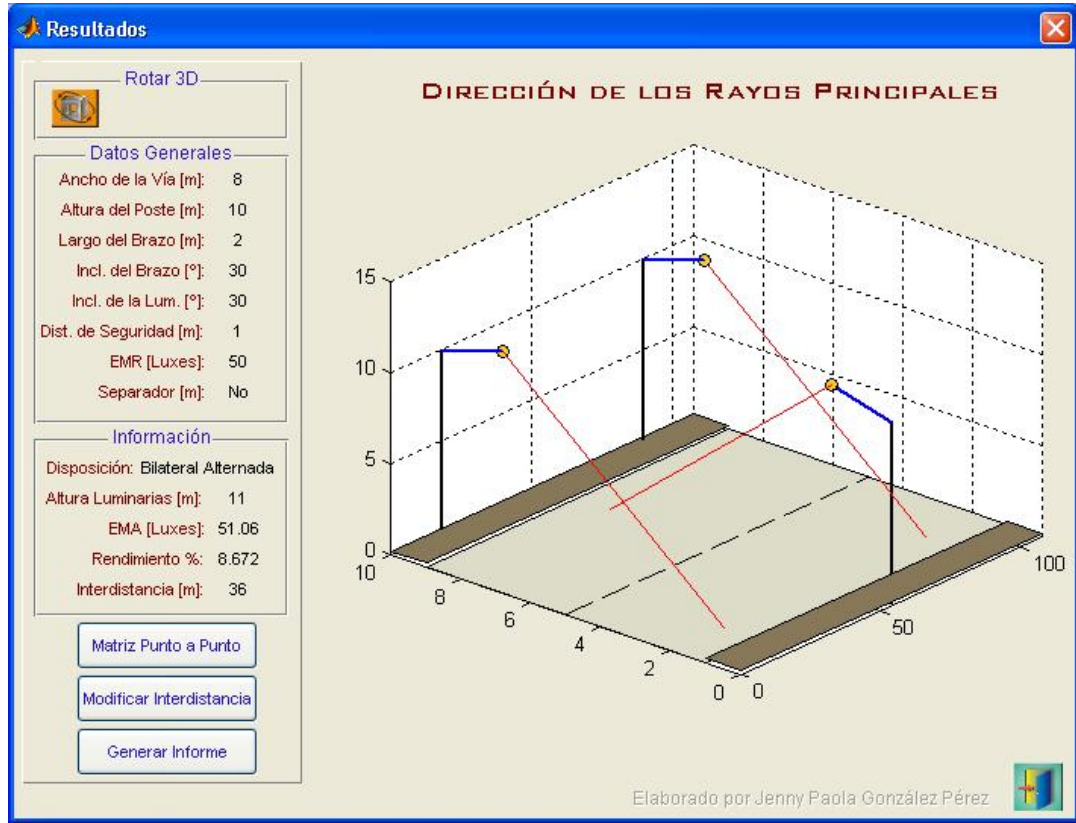 Resultados
Rotar 3D
Datos Generales
Ancho de la Vía [m]: 8
Altura del Poste [m]: 10
Largo del Brazo [m]: 2
Incl. del Brazo [º]: 30
Incl. de la Lum. [º]: 30
Dist. de Seguridad [m]: 1
EMR [Luxes]: 50
Separador [m]: No
Información
Disposición: Bilateral Alternada
Altura Luminarias [m]: 11
EMA [Luxes]: 51.06
Rendimiento %: 8.672
Interdistancia [m]: 36
Matriz Punto a Punto
Modificar Interdistancia
Generar Informe
Dirección de los Rayos Principales
15
10
5
0
10
8
6
4
2
0
0
50
100
Elaborado por Jenny Paola González Pérez